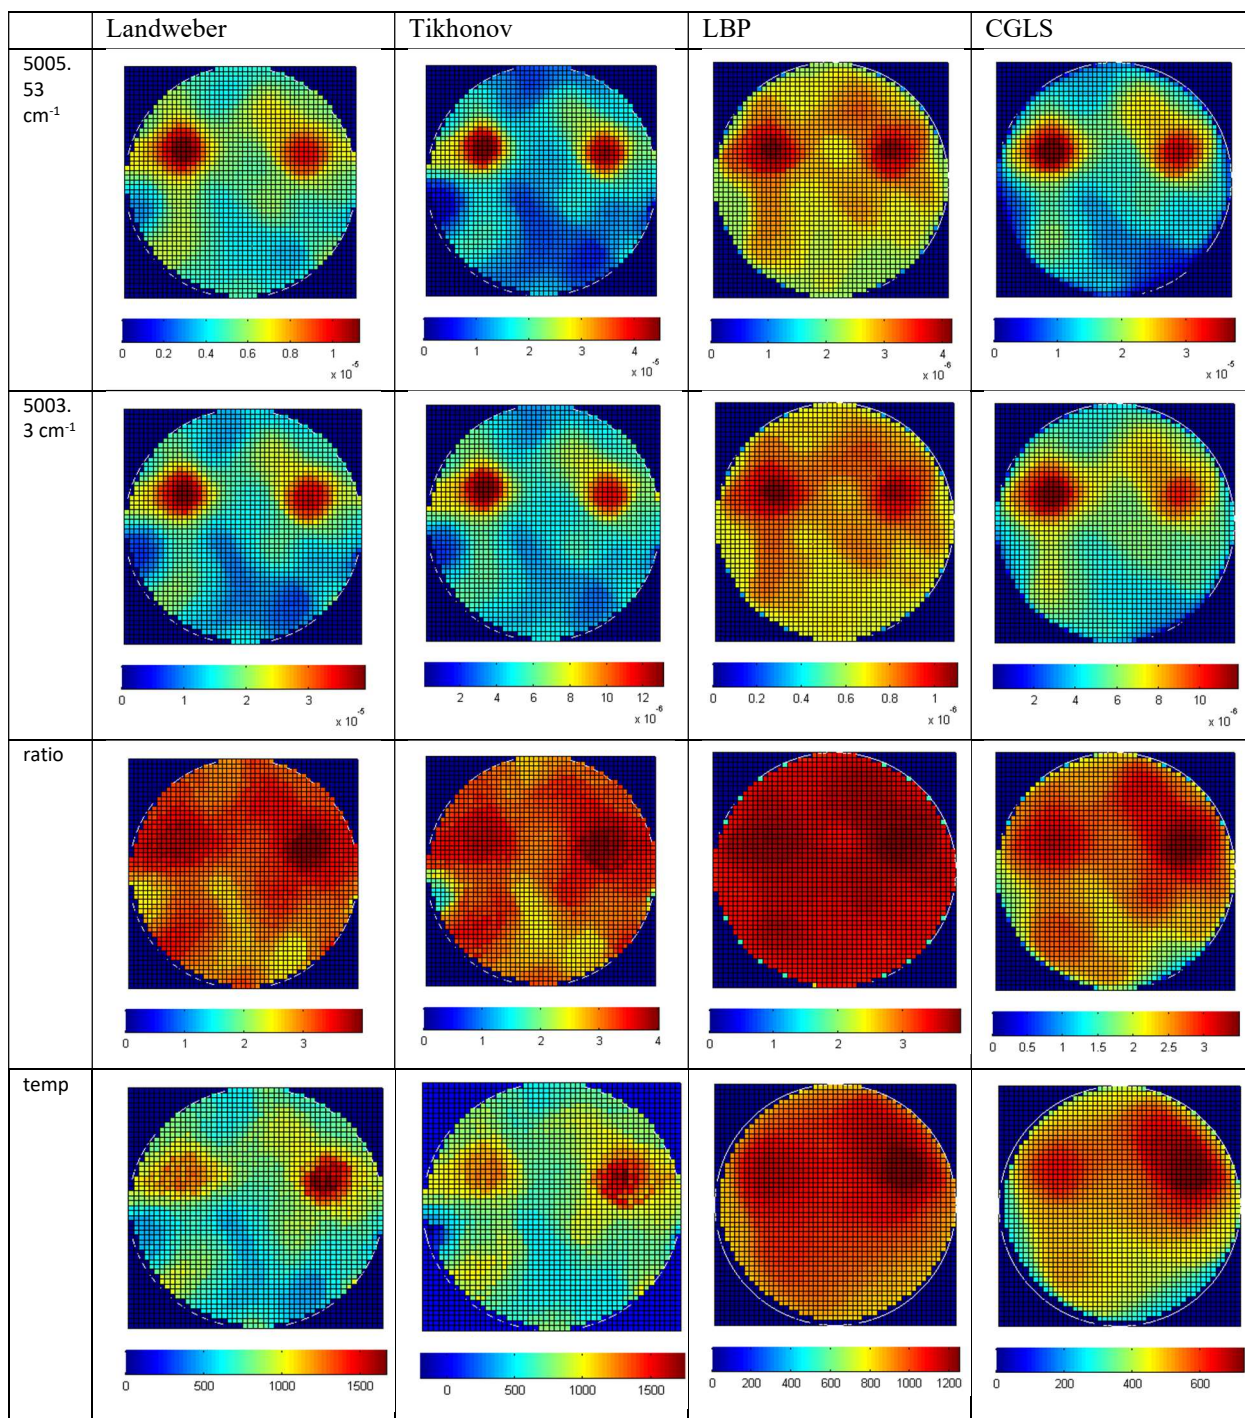 Landweber Tikhonov LBP CGLS
5005.
53
cm-1
0 0.2 0.4 0.6 0.8 1
x 10-5
0 1 2 3 4
x 10-5
0 1 2 3 4
x 10-6
0 1 2 3
x 10-5
5003.
3 cm-1
0 1 2 3
x 10-5
2 4 6 8 10 12
x 10-6
0 0.2 0.4 0.6 0.8 1
x 10-6
2 4 6 8 10
x 10-6
ratio
0 1 2 3
0 1 2 3 4
0 1 2 3
0 0.5 1 1.5 2 2.5 3
temp
0 500 1000 1500
0 500 1000 1500
0 200 400 600 800 1000 1200
0 200 400 600